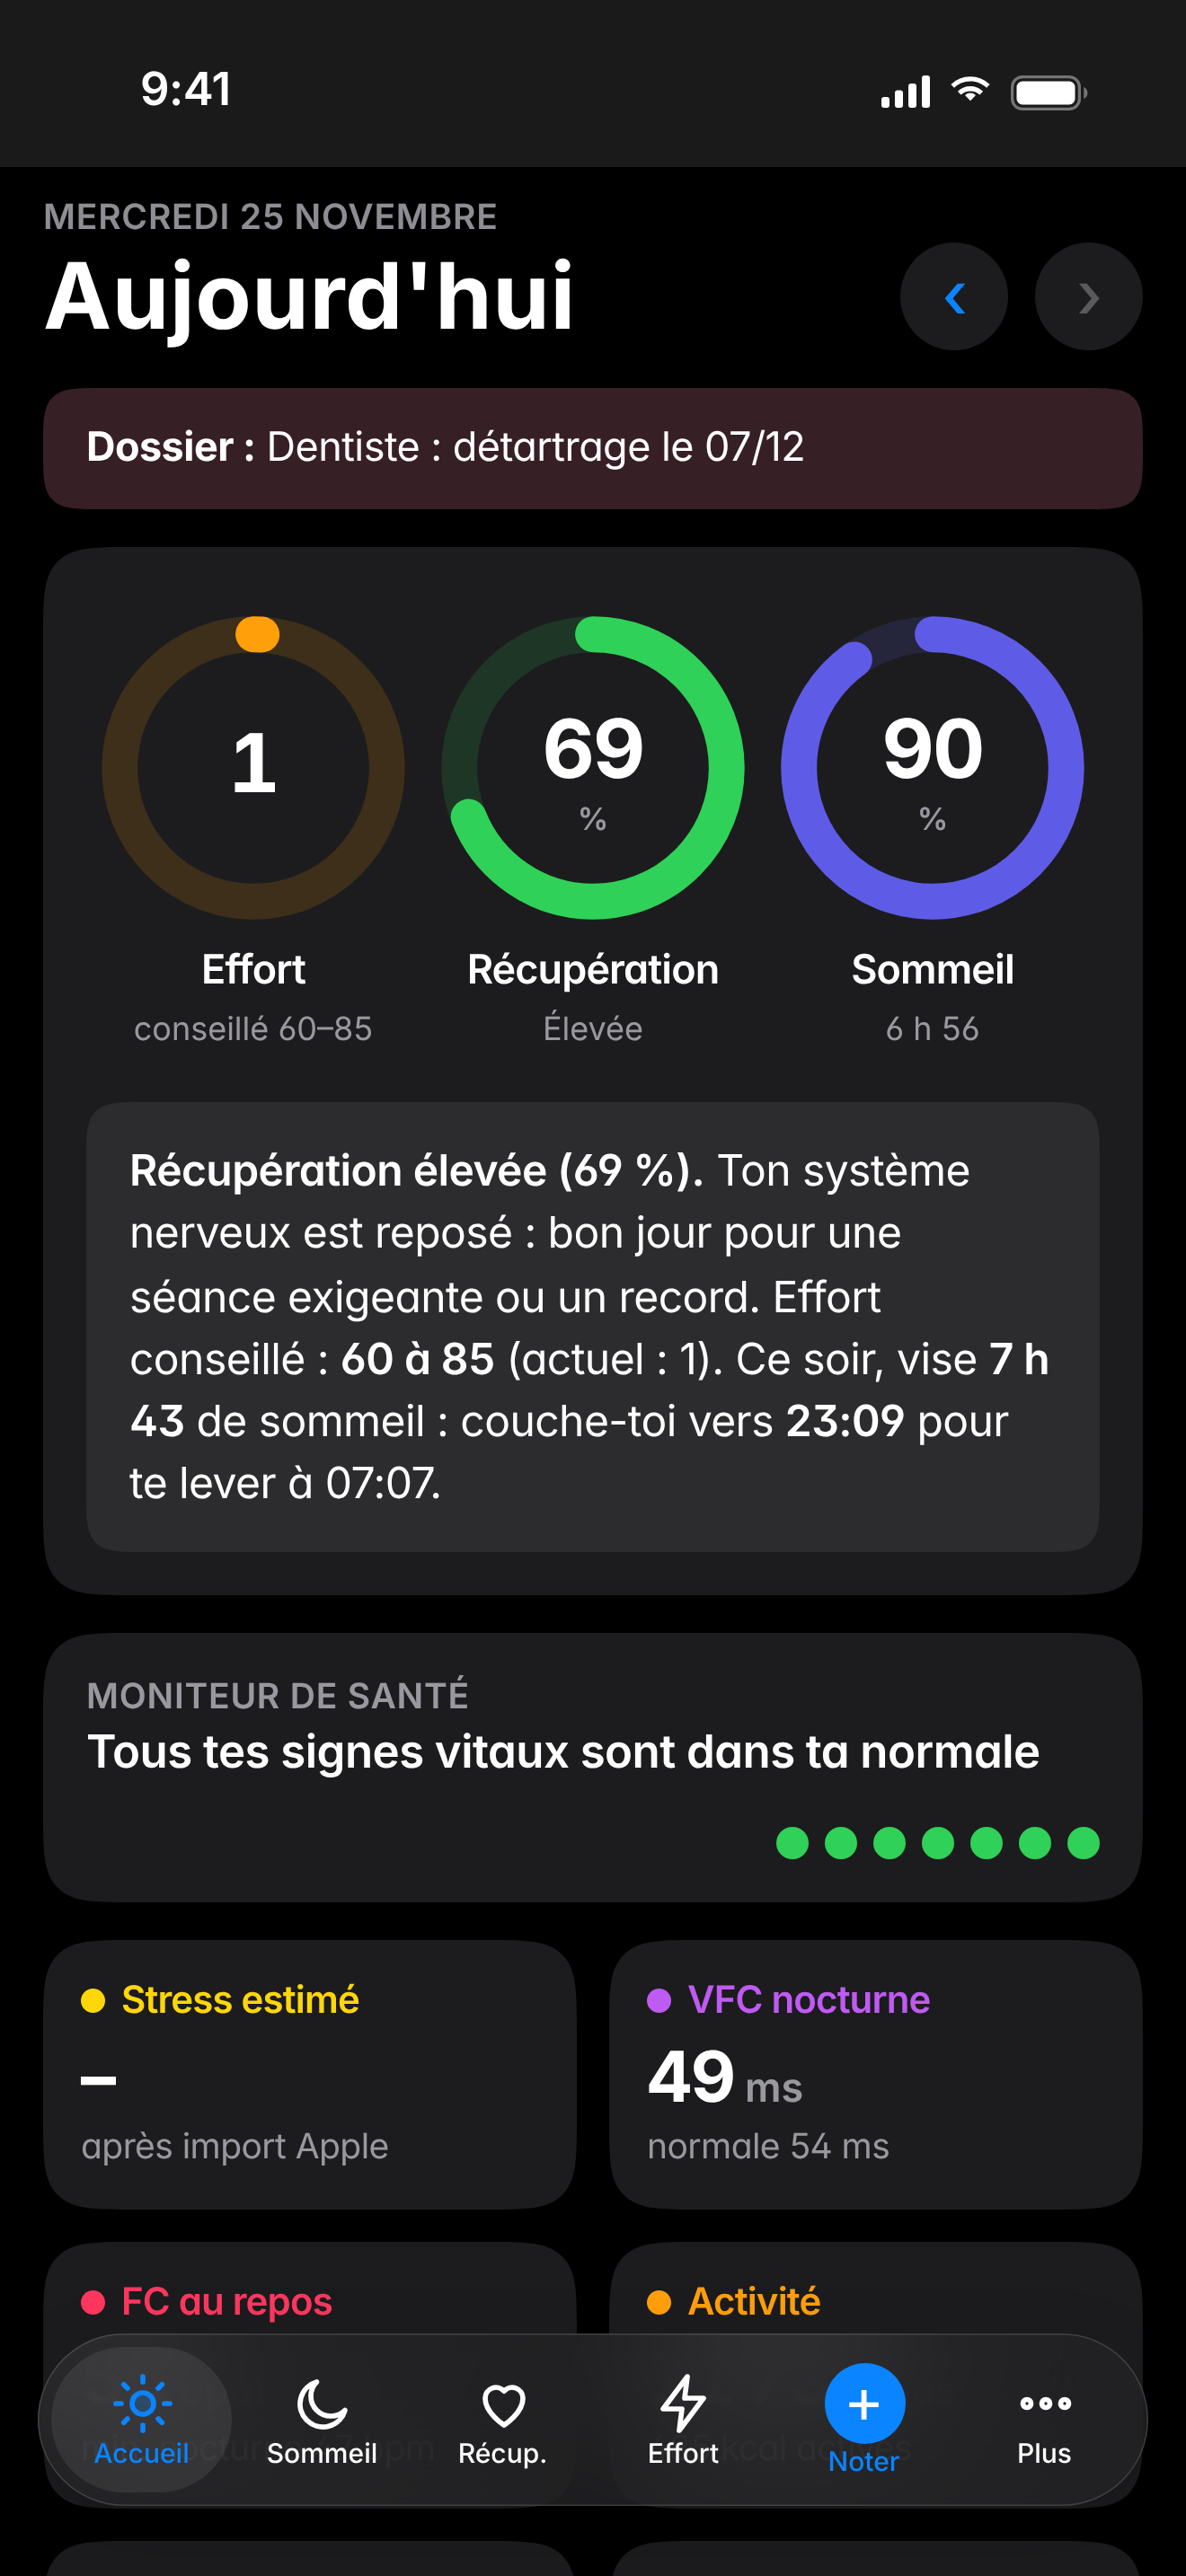 9:41
MERCREDI 25 NOVEMBRE
Aujourd'hui
Dossier : Dentiste : détartrage le 07/12
1
69
%
90
%
Effort
Récupération
Sommeil
conseillé 60–85
Élevée
6 h 56
Récupération élevée (69 %). Ton système
nerveux est reposé : bon jour pour une
séance exigeante ou un record. Effort
conseillé : 60 à 85 (actuel : 1). Ce soir, vise 7 h
43 de sommeil : couche-toi vers 23:09 pour
te lever à 07:07.
MONITEUR DE SANTÉ
Tous tes signes vitaux sont dans ta normale
Stress estimé
–
après import Apple
VFC nocturne
49 ms
normale 54 ms
FC au repos
Activité
Accueil
Sommeil
Récup.
Effort
Noter
Plus